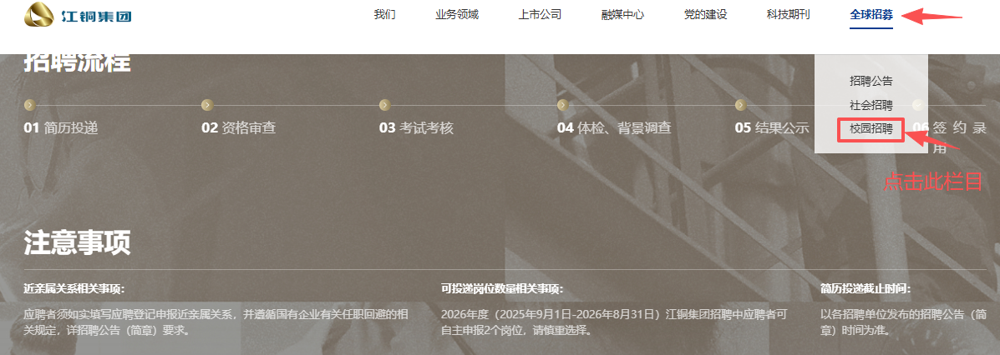 江铜集团
我们 业务领域 上市公司 融媒中心 党的建设 科技期刊 全球招募
招聘流程
招聘公告
社会招聘
校园招聘
01 简历投递 02 资格审查 03 考试考核 04 体检、背景调查 05 结果公示 06 签约录
用
点击此栏目
注意事项
近亲属关系相关事项：
应聘者须如实填写应聘登记申报近亲属关系，并遵循国有企业有关任职回避的相
关规定，详招聘公告（简章）要求。
可投递岗位数量相关事项：
2026年度（2025年9月1日-2026年8月31日）江铜集团招聘中应聘者可
自主申报2个岗位，请慎重选择。
简历投递截止时间：
以各招聘单位发布的招聘公告（简
章）时间为准。